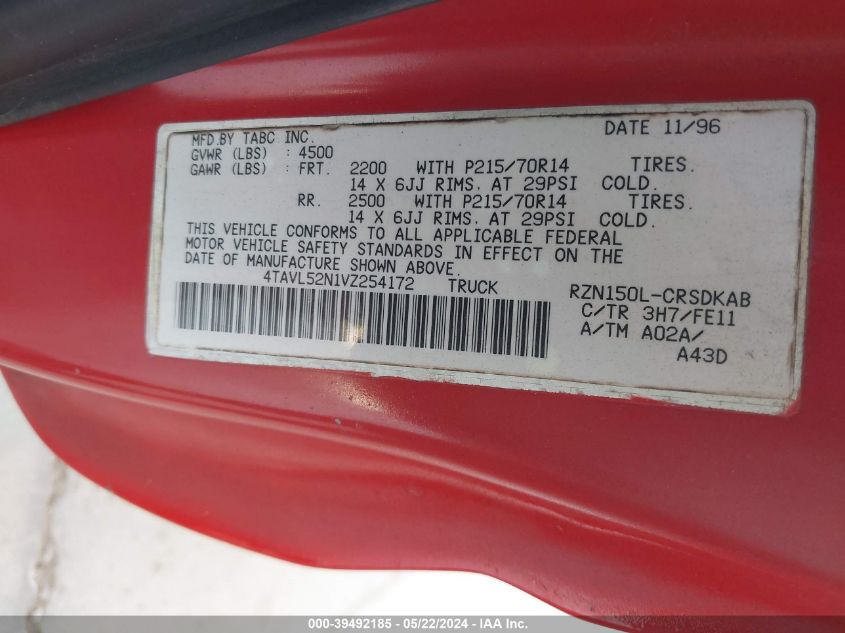 MFD.BY TABC INC. DATE 11/96
GVWR (LBS) : 4500
GAWR (LBS) : FRT. 2200 WITH P215/70R14 TIRES.
14 X 6JJ RIMS. AT 29PSI COLD.
RR. 2500 WITH P215/70R14 TIRES.
14 X 6JJ RIMS. AT 29PSI COLD.
THIS VEHICLE CONFORMS TO ALL APPLICABLE FEDERAL
MOTOR VEHICLE SAFETY STANDARDS IN EFFECT ON THE
DATE OF MANUFACTURE SHOWN ABOVE.
4TAVL52N1VZ254172 TRUCK RZN150L-CRSDKAB
C/TR 3H7/FE11
A/TM A02A/
A43D
000-39492185 - 05/22/2024 - IAA Inc.